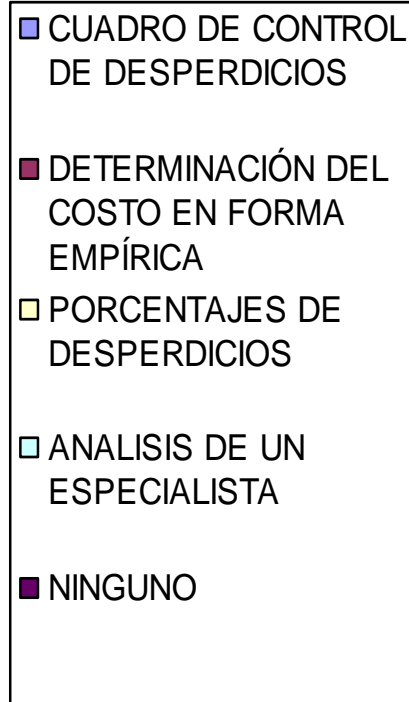 CUADRO DE CONTROL
DE DESPERDICIOS
DETERMINACIÓN DEL
COSTO EN FORMA
EMPÍRICA
PORCENTAJES DE
DESPERDICIOS
ANALISIS DE UN
ESPECIALISTA
NINGUNO